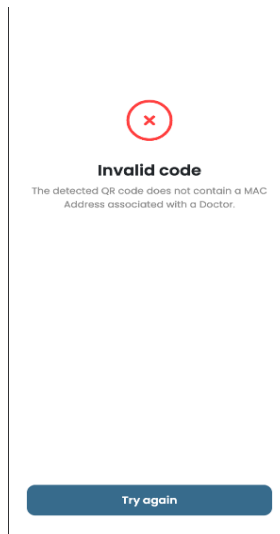 Invalid code
The detected QR code does not contain a MAC
Address associated with a Doctor.
Try again